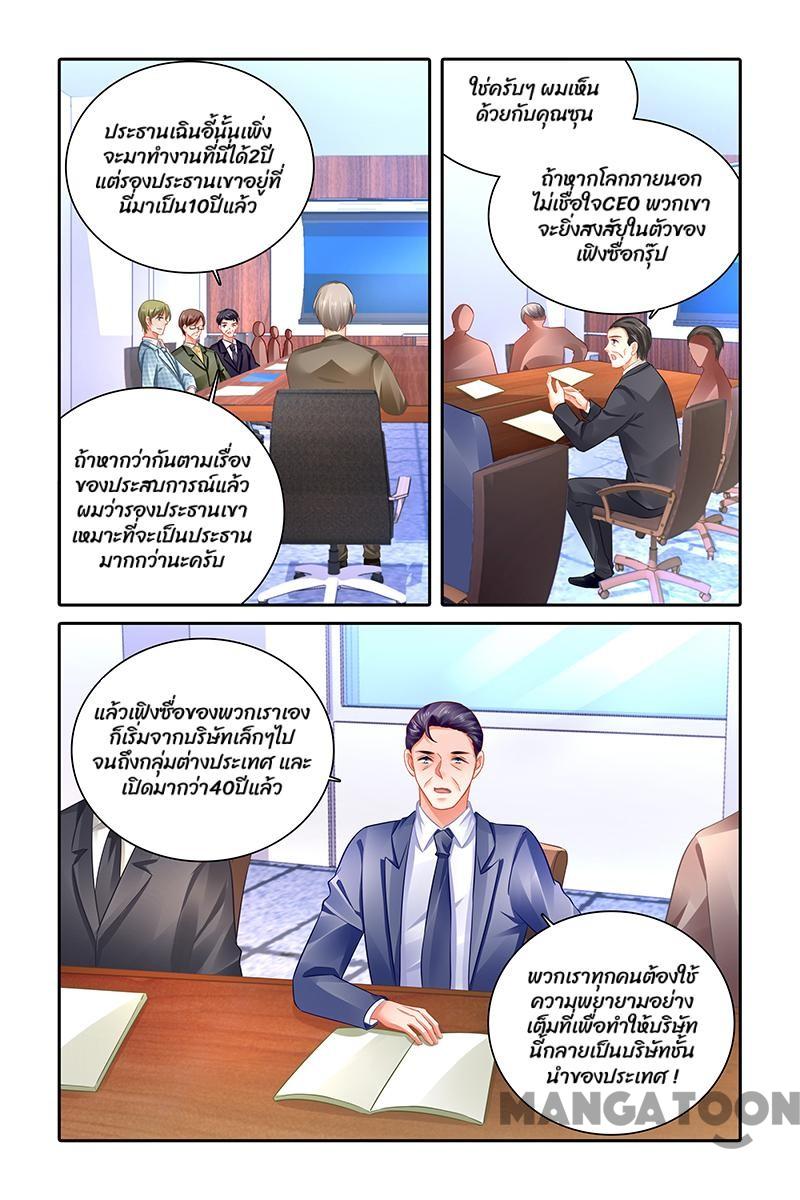 ประธานเฉินอี้นั้นเพิ่ง
จะมาทำงานที่นี่ได้2ปี
แต่รองประธานเขาอยู่ที่
นี่มาเป็น10ปีแล้ว
ถ้าหากว่ากันตามเรื่อง
ของประสบการณ์แล้ว
ผมว่ารองประธานเขา
เหมาะที่จะเป็นประธาน
มากกว่านะครับ
ใช่ครับๆ ผมเห็น
ด้วยกับคุณซุน
ถ้าหากโลกภายนอก
ไม่เชื่อใจCEO พวกเขา
จะยิ่งสงสัยในตัวของ
เฟิงซื่อกรุ๊ป
แล้วเฟิงซื่อของพวกเราเอง
ก็เริ่มจากบริษัทเล็กๆไป
จนถึงกลุ่มต่างประเทศ และ
เปิดมากว่า40ปีแล้ว
พวกเราทุกคนต้องใช้
ความพยายามอย่าง
เต็มที่เพื่อทำให้บริษัท
นี้กลายเป็นบริษัทชั้น
นำของประเทศ !
MANGATOON